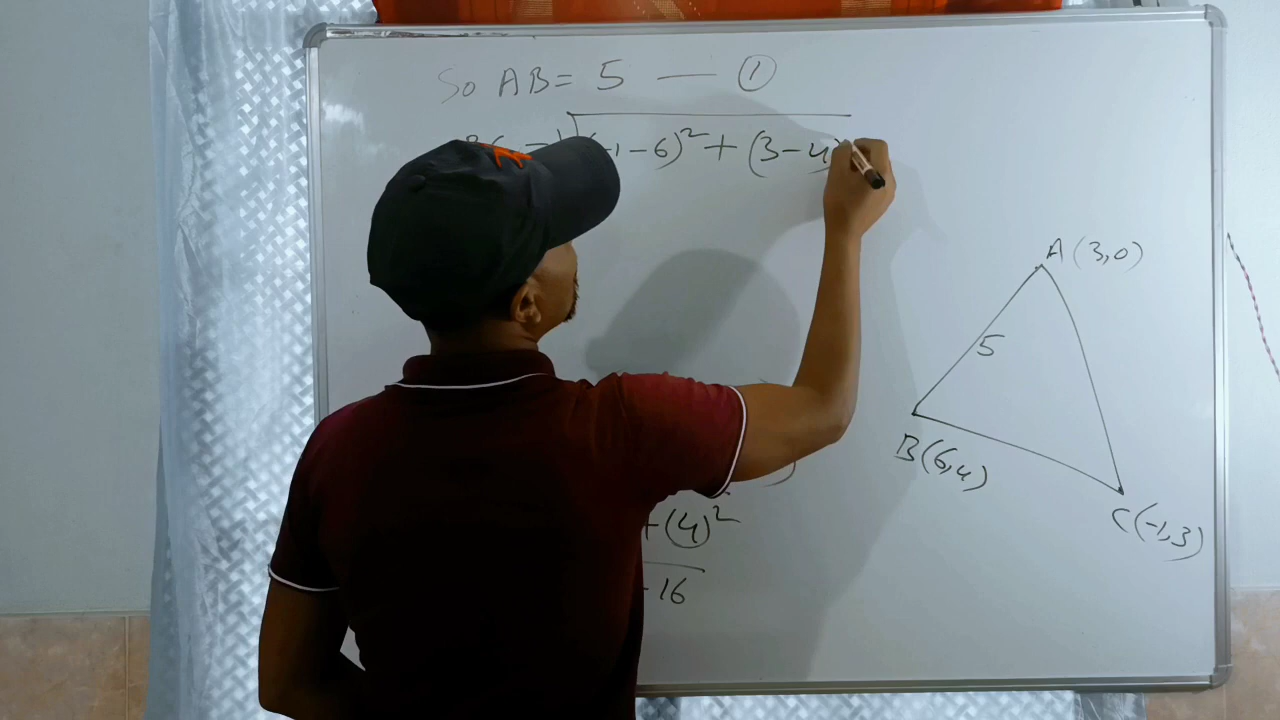 So AB = 5 — ①
-1-6)² + (3-4)
A (3,0)
5
B(6,4)
C(-1,3)
+(4)²
16